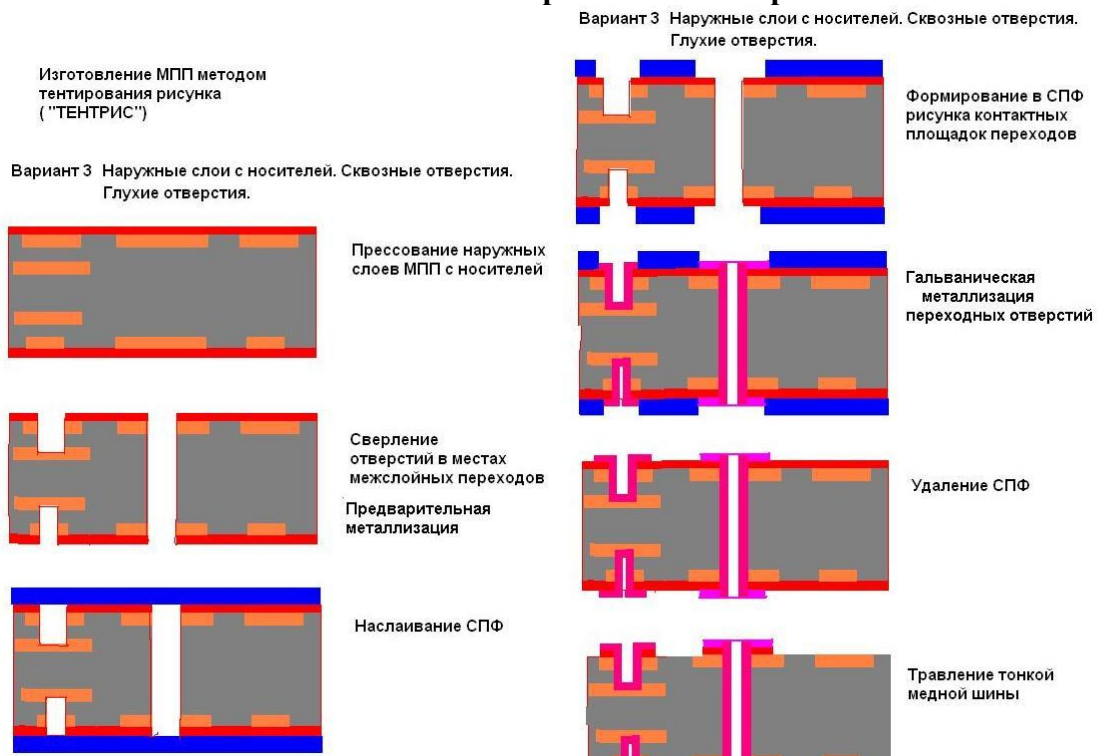 Изготовление МПП методом
тентирования рисунка
( "ТЕНТРИС")
Вариант 3 Наружные слои с носителей. Сквозные отверстия.
Глухие отверстия.
Прессование наружных
слоев МПП с носителей
Сверление
отверстий в местах
межслойных переходов
Предварительная
металлизация
Наслаивание СПФ
Вариант 3 Наружные слои с носителей. Сквозные отверстия.
Глухие отверстия.
Формирование в СПФ
рисунка контактных
площадок переходов
Гальваническая
металлизация
переходных отверстий
Удаление СПФ
Травление тонкой
медной шины